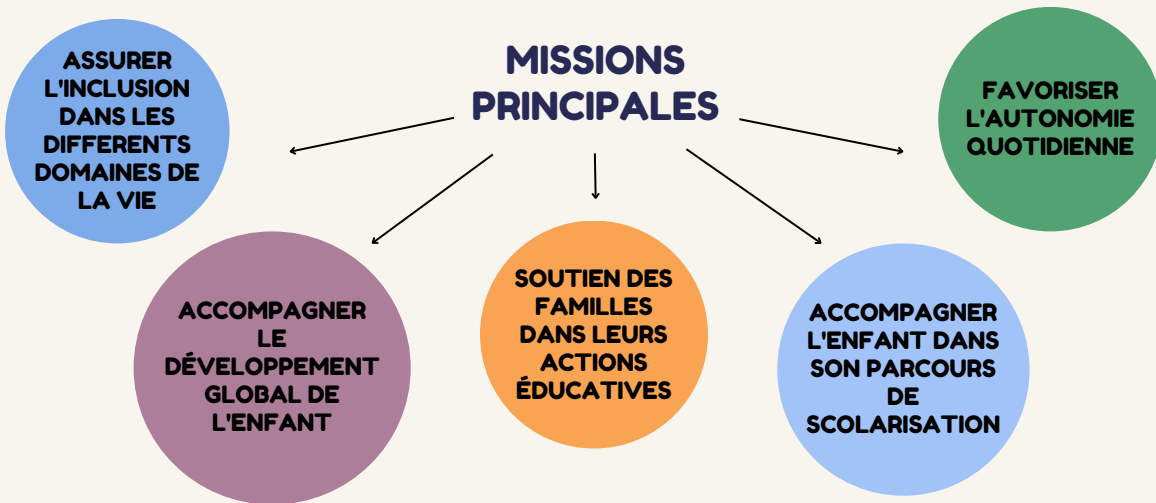 MISSIONS
PRINCIPALES
ASSURER
L'INCLUSION
DANS LES
DIFFERENTS
DOMAINES DE
LA VIE
ACCOMPAGNER
LE
DÉVELOPPEMENT
GLOBAL DE
L'ENFANT
SOUTIEN DES
FAMILLES
DANS LEURS
ACTIONS
ÉDUCATIVES
ACCOMPAGNER
L'ENFANT DANS
SON PARCOURS
DE
SCOLARISATION
FAVORISER
L'AUTONOMIE
QUOTIDIENNE